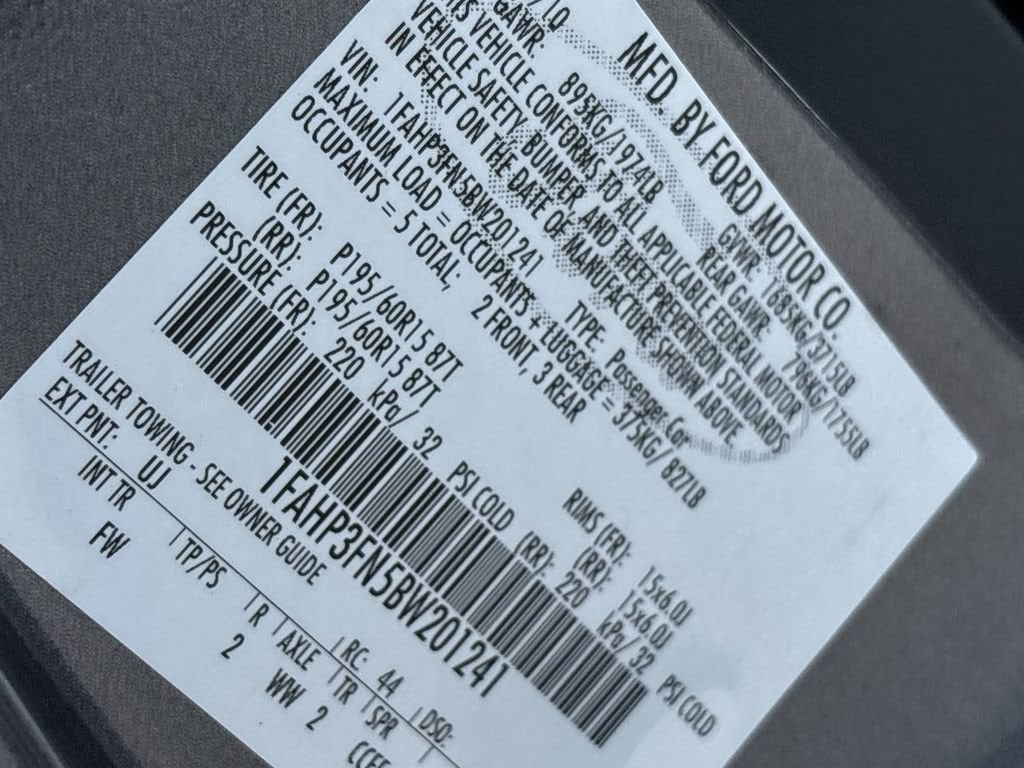 MFD. BY FORD MOTOR CO.
/10 GVWR: 1685KG/3715LB
GAWR: 895KG/1974LB REAR GAWR: 796KG/1755LB
VEHICLE CONFORMS TO ALL APPLICABLE FEDERAL MOTOR
VEHICLE SAFETY, BUMPER AND THEFT PREVENTION STANDARDS
IN EFFECT ON THE DATE OF MANUFACTURE SHOWN ABOVE.
VIN: 1FAHP3FN5BW201241 TYPE: Passenger Car
MAXIMUM LOAD = OCCUPANTS + LUGGAGE = 375KG/827LB
OCCUPANTS = 5 TOTAL; 2 FRONT, 3 REAR
TIRE (FR): P195/60R15 87T RIMS (FR): 15x6.0J
(RR): P195/60R15 87T (RR): 15x6.0J
PRESSURE (FR): 220 kPa/ 32 PSI COLD (RR): 220 kPa/ 32 PSI COLD
1FAHP3FN5BW201241
TRAILER TOWING - SEE OWNER GUIDE
EXT PNT: UJ RC: 44 DSO:
INT TR TP/PS R AXLE TR SPR
FW 2 WW 2